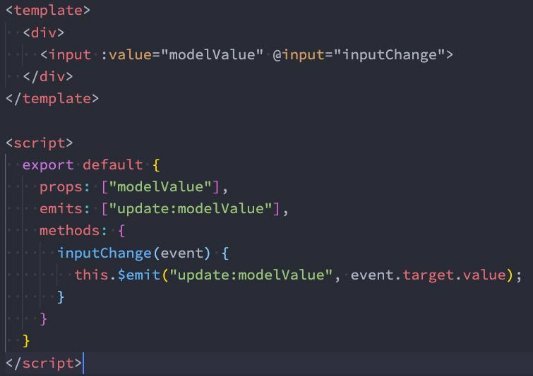 <template>
  <div>
    <input :value="modelValue" @input="inputChange">
  </div>
</template>

<script>
  export default {
    props: ["modelValue"],
    emits: ["update:modelValue"],
    methods: {
      inputChange(event) {
        this.$emit("update:modelValue", event.target.value);
      }
    }
  }
</script>